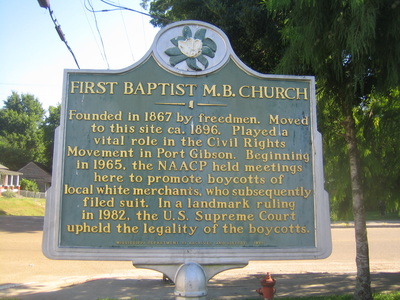 FIRST BAPTIST M.B. CHURCH
Founded in 1867 by freedmen. Moved
to this site ca. 1896. Played a
vital role in the Civil Rights
Movement in Port Gibson. Beginning
in 1965, the NAACP held meetings
here to promote boycotts of
local white merchants, who subsequently
filed suit. In a landmark ruling
in 1982, the U.S. Supreme Court
upheld the legality of the boycotts.